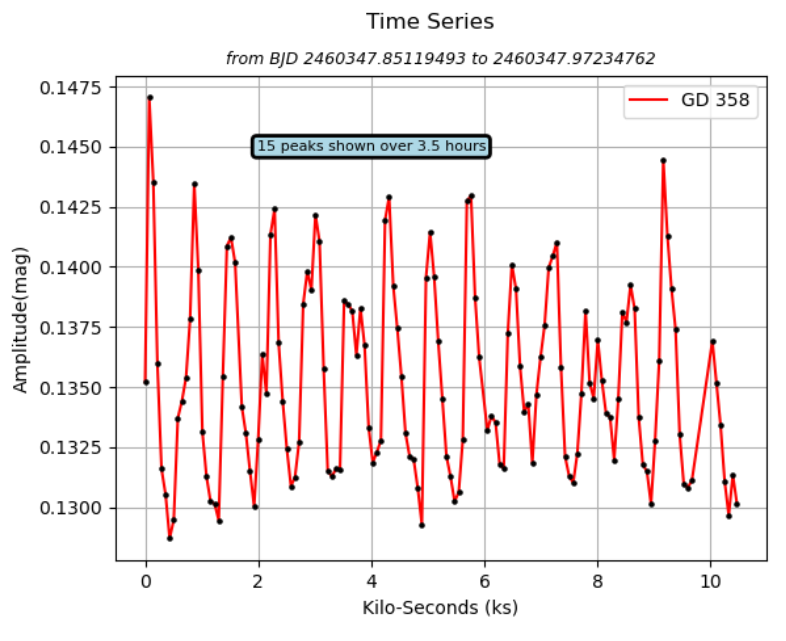 Time Series
from BJD 2460347.85119493 to 2460347.97234762
0.1475
GD 358
15 peaks shown over 3.5 hours
0.1450
0.1425
0.1400
0.1375
0.1350
0.1325
0.1300
Amplitude(mag)
0 2 4 6 8 10
Kilo-Seconds (ks)